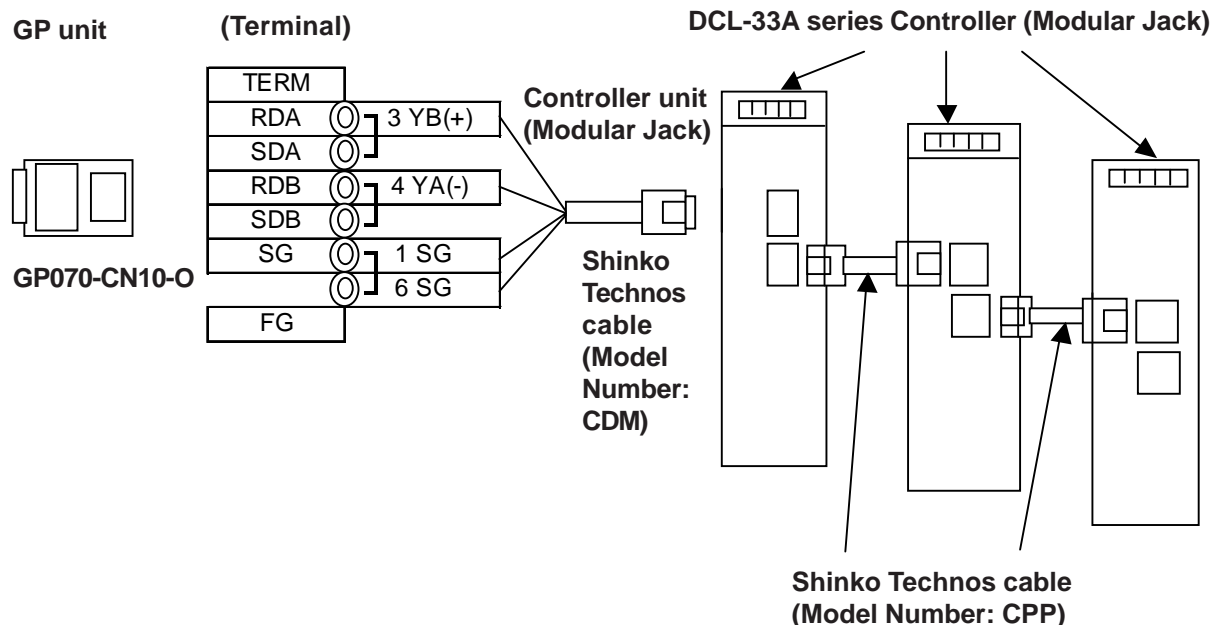 GP unit
(Terminal)
DCL-33A series Controller (Modular Jack)
TERM
RDA
3 YB(+)
SDA
RDB
4 YA(-)
SDB
SG
1 SG
6 SG
FG
GP070-CN10-O
Controller unit
(Modular Jack)
Shinko
Technos
cable
(Model
Number:
CDM)
Shinko Technos cable
(Model Number: CPP)